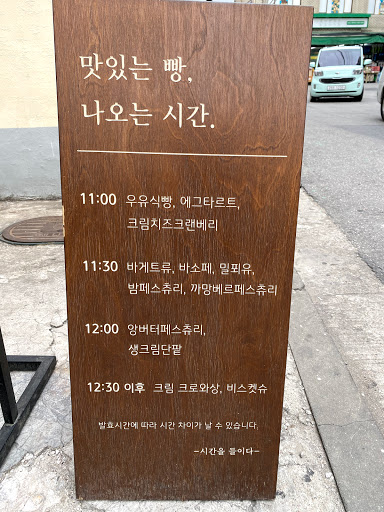 맛있는 빵,
나오는 시간.
11:00 우유식빵, 에그타르트,
크림치즈크랜베리
11:30 바게트류, 바소페, 밀푀유,
밤페스츄리, 까망베르페스츄리
12:00 앙버터페스츄리,
생크림단팥
12:30 이후 크림 크로와상, 비스켓슈
발효시간에 따라 시간 차이가 날 수 있습니다.
-시간을 들이다-